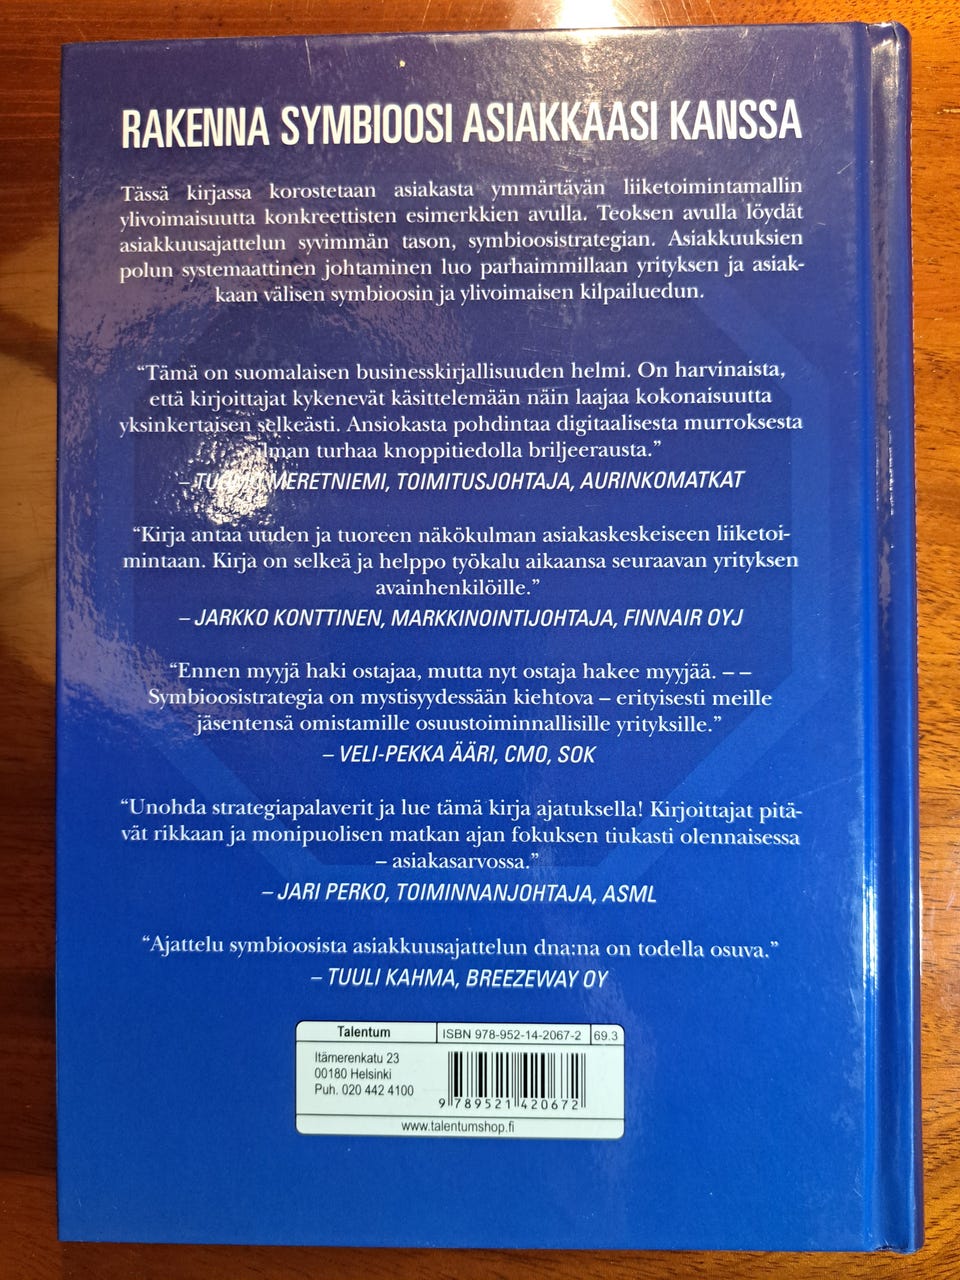 RAKENNA SYMBIOOSI ASIAKKAASI KANSSA
Tässä kirjassa korostetaan asiakasta ymmärtävän liiketoimintamallin
ylivoimaisuutta konkreettisten esimerkkien avulla. Teoksen avulla löydät
asiakkuusajattelun syvimmän tason, symbioosistrategian. Asiakkuuksien
polun systemaattinen johtaminen luo parhaimmillaan yrityksen ja asiak-
kaan välisen symbioosin ja ylivoimaisen kilpailuedun.
“Tämä on suomalaisen businesskirjallisuuden helmi. On harvinaista,
että kirjoittajat kykenevät käsittelemään näin laajaa kokonaisuutta
yksinkertaisen selkeästi. Ansiokasta pohdintaa digitaalisesta murroksesta
ilman turhaa knoppitiedolla briljeerausta.”
– MERETNIEMI, TOIMITUSJOHTAJA, AURINKOMATKAT
“Kirja antaa uuden ja tuoreen näkökulman asiakaskeskeiseen liiketoi-
mintaan. Kirja on selkeä ja helppo työkalu aikaansa seuraavan yrityksen
avainhenkilöille.”
– JARKKO KONTTINEN, MARKKINOINTIJOHTAJA, FINNAIR OYJ
“Ennen myyjä haki ostajaa, mutta nyt ostaja hakee myyjää. – –
Symbioosistrategia on mystisyydessään kiehtova – erityisesti meille
jäsentensä omistamille osuustoiminnallisille yrityksille.”
– VELI-PEKKA ÄÄRI, CMO, SOK
“Unohda strategiapalaverit ja lue tämä kirja ajatuksella! Kirjoittajat pitä-
vät rikkaan ja monipuolisen matkan ajan fokuksen tiukasti olennaisessa
– asiakasarvossa.”
– JARI PERKO, TOIMINNANJOHTAJA, ASML
“Ajattelu symbioosista asiakkuusajattelun dna:na on todella osuva.”
– TUULI KAHMA, BREEZEWAY OY
Talentum ISBN 978-952-14-2067-2 69.3
Itämerenkatu 23
00180 Helsinki
Puh. 020 442 4100
9 789521 420672
www.talentumshop.fi